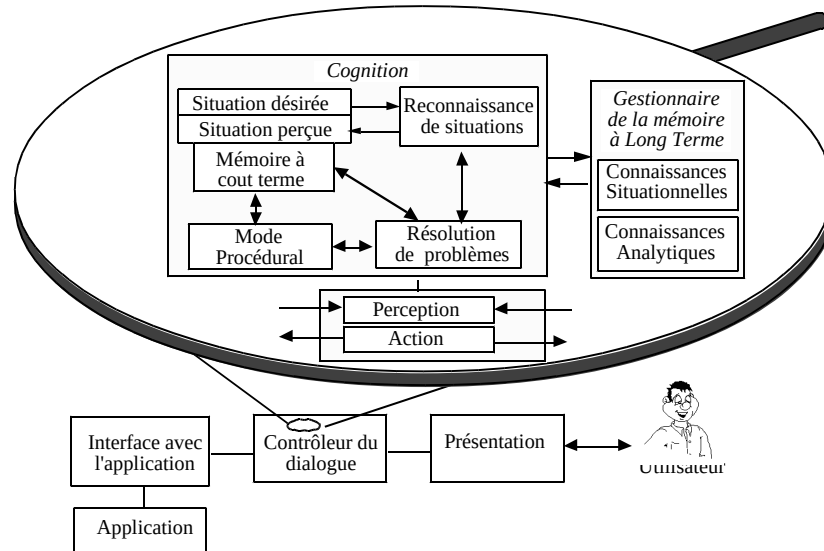 Cognition
Situation désirée
Situation perçue
Reconnaissance
de situations
Mémoire à
cout terme
Mode
Procédural
Résolution
de problèmes
Gestionnaire
de la mémoire
à Long Terme
Connaissances
Situationnelles
Connaissances
Analytiques
Perception
Action
Interface avec
l'application
Contrôleur du
dialogue
Présentation
Utilisateur
Application